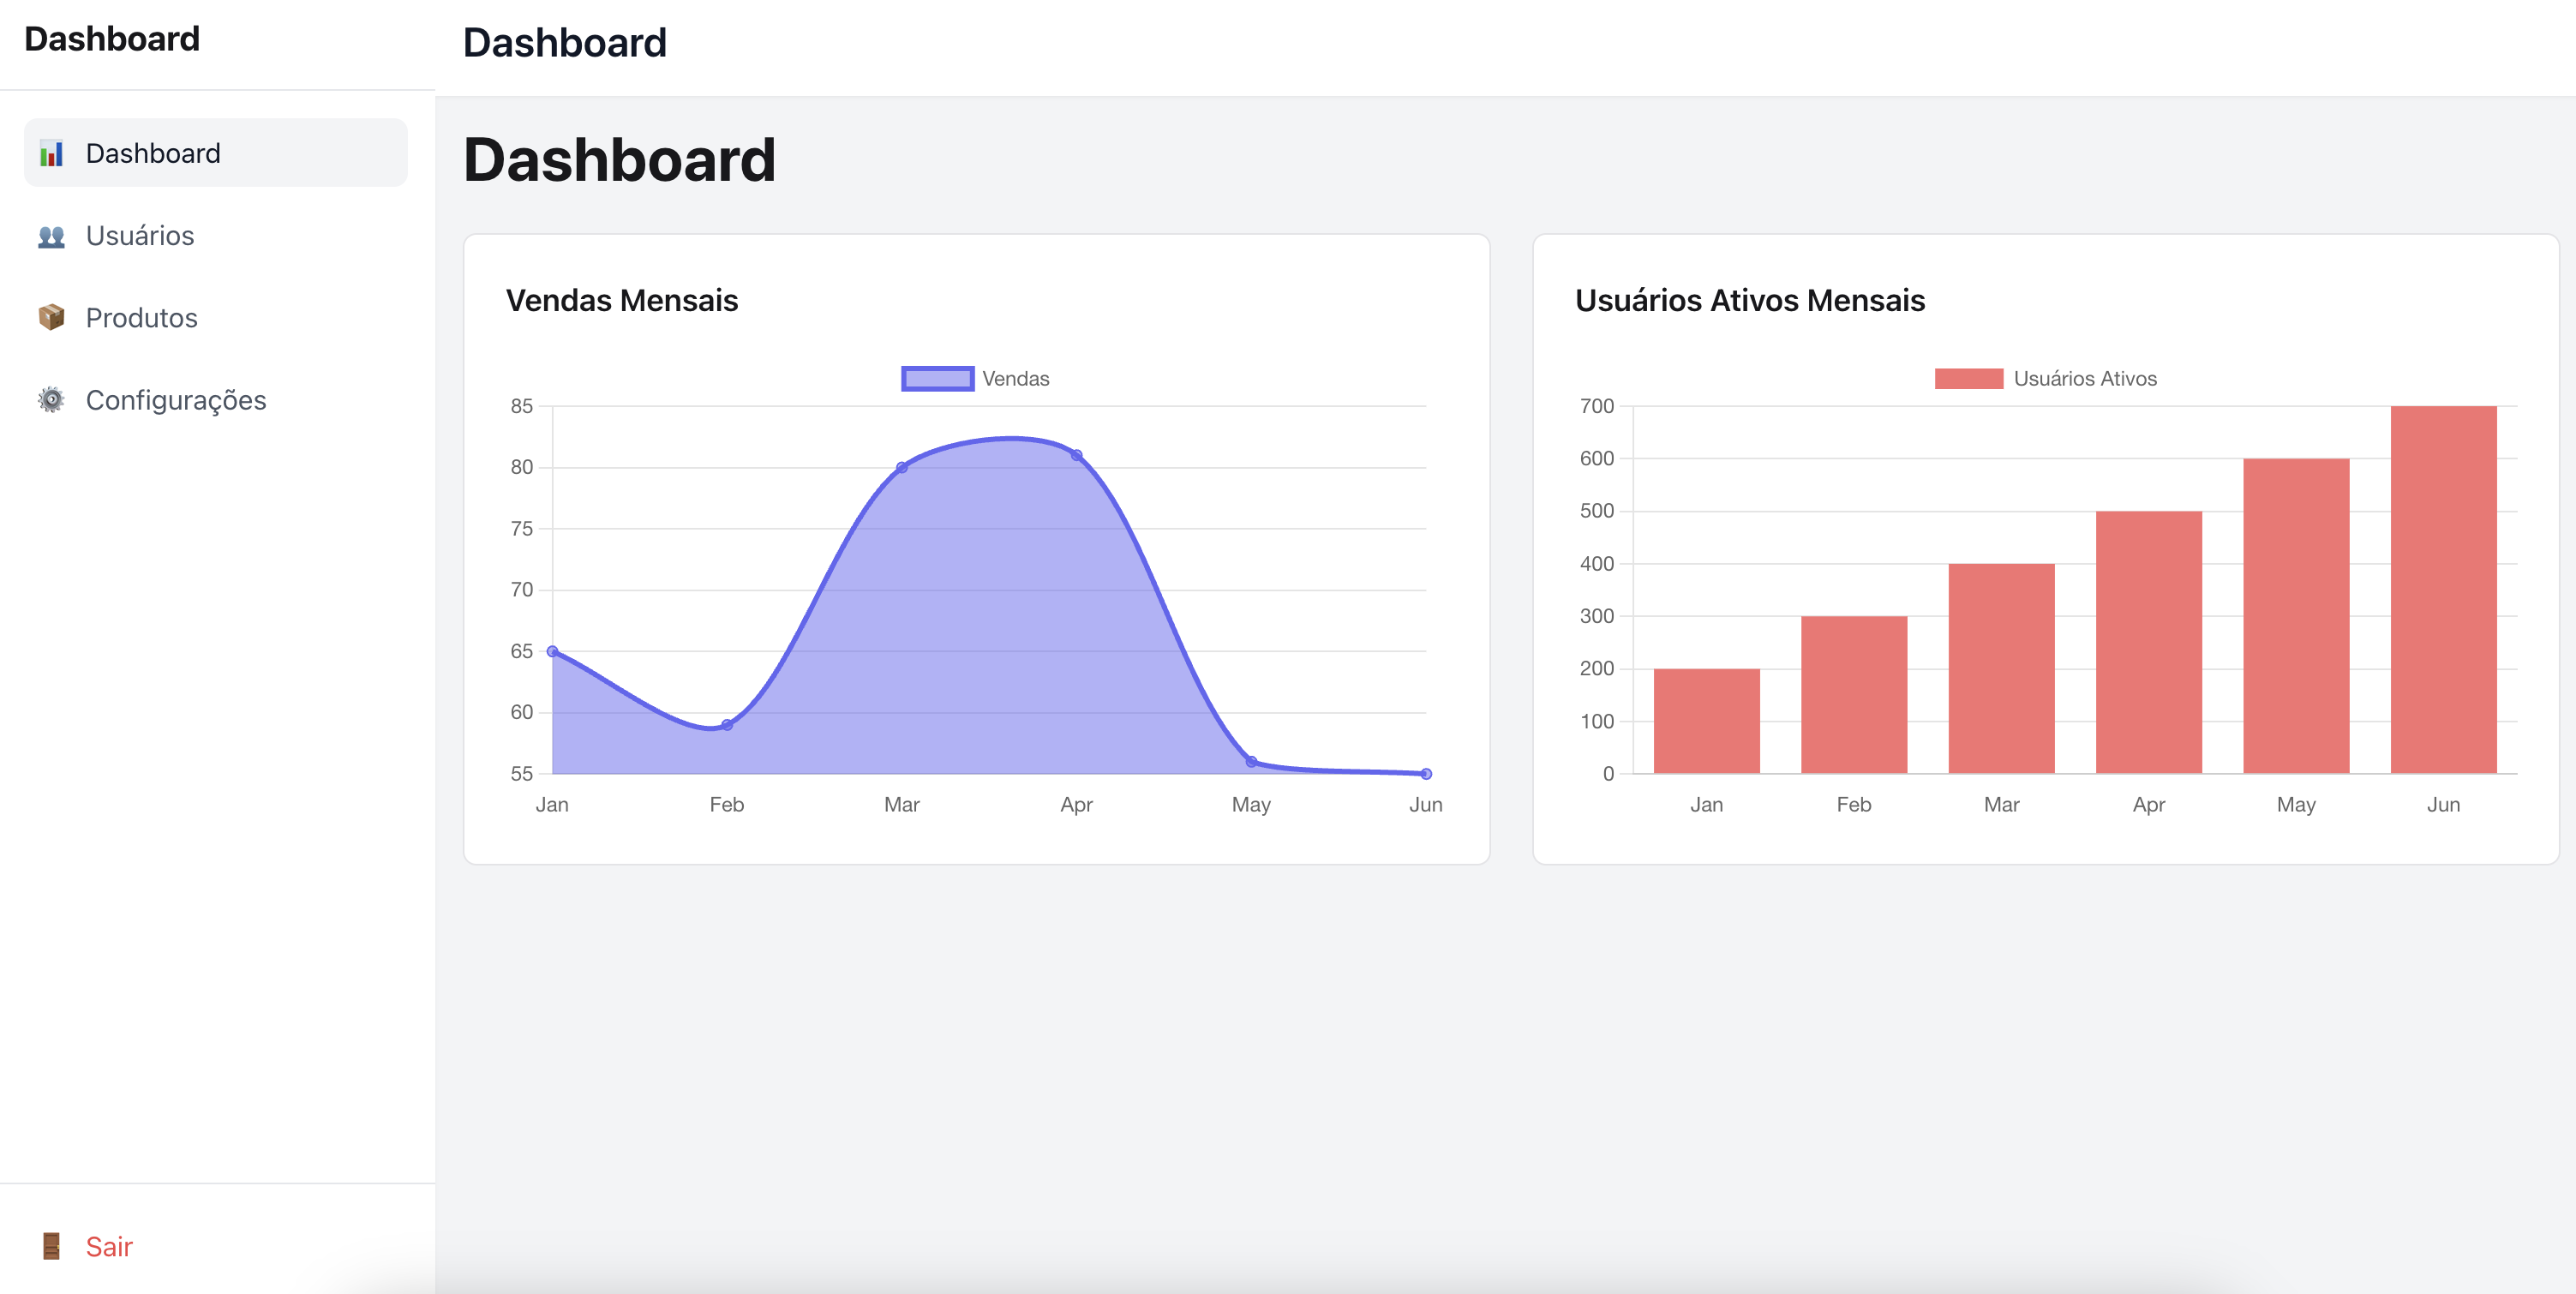 Dashboard
Dashboard
Usuários
Produtos
Configurações
Sair
Dashboard
Dashboard
Vendas Mensais
Vendas
85
80
75
70
65
60
55
Jan Feb Mar Apr May Jun
Usuários Ativos Mensais
Usuários Ativos
700
600
500
400
300
200
100
0
Jan Feb Mar Apr May Jun